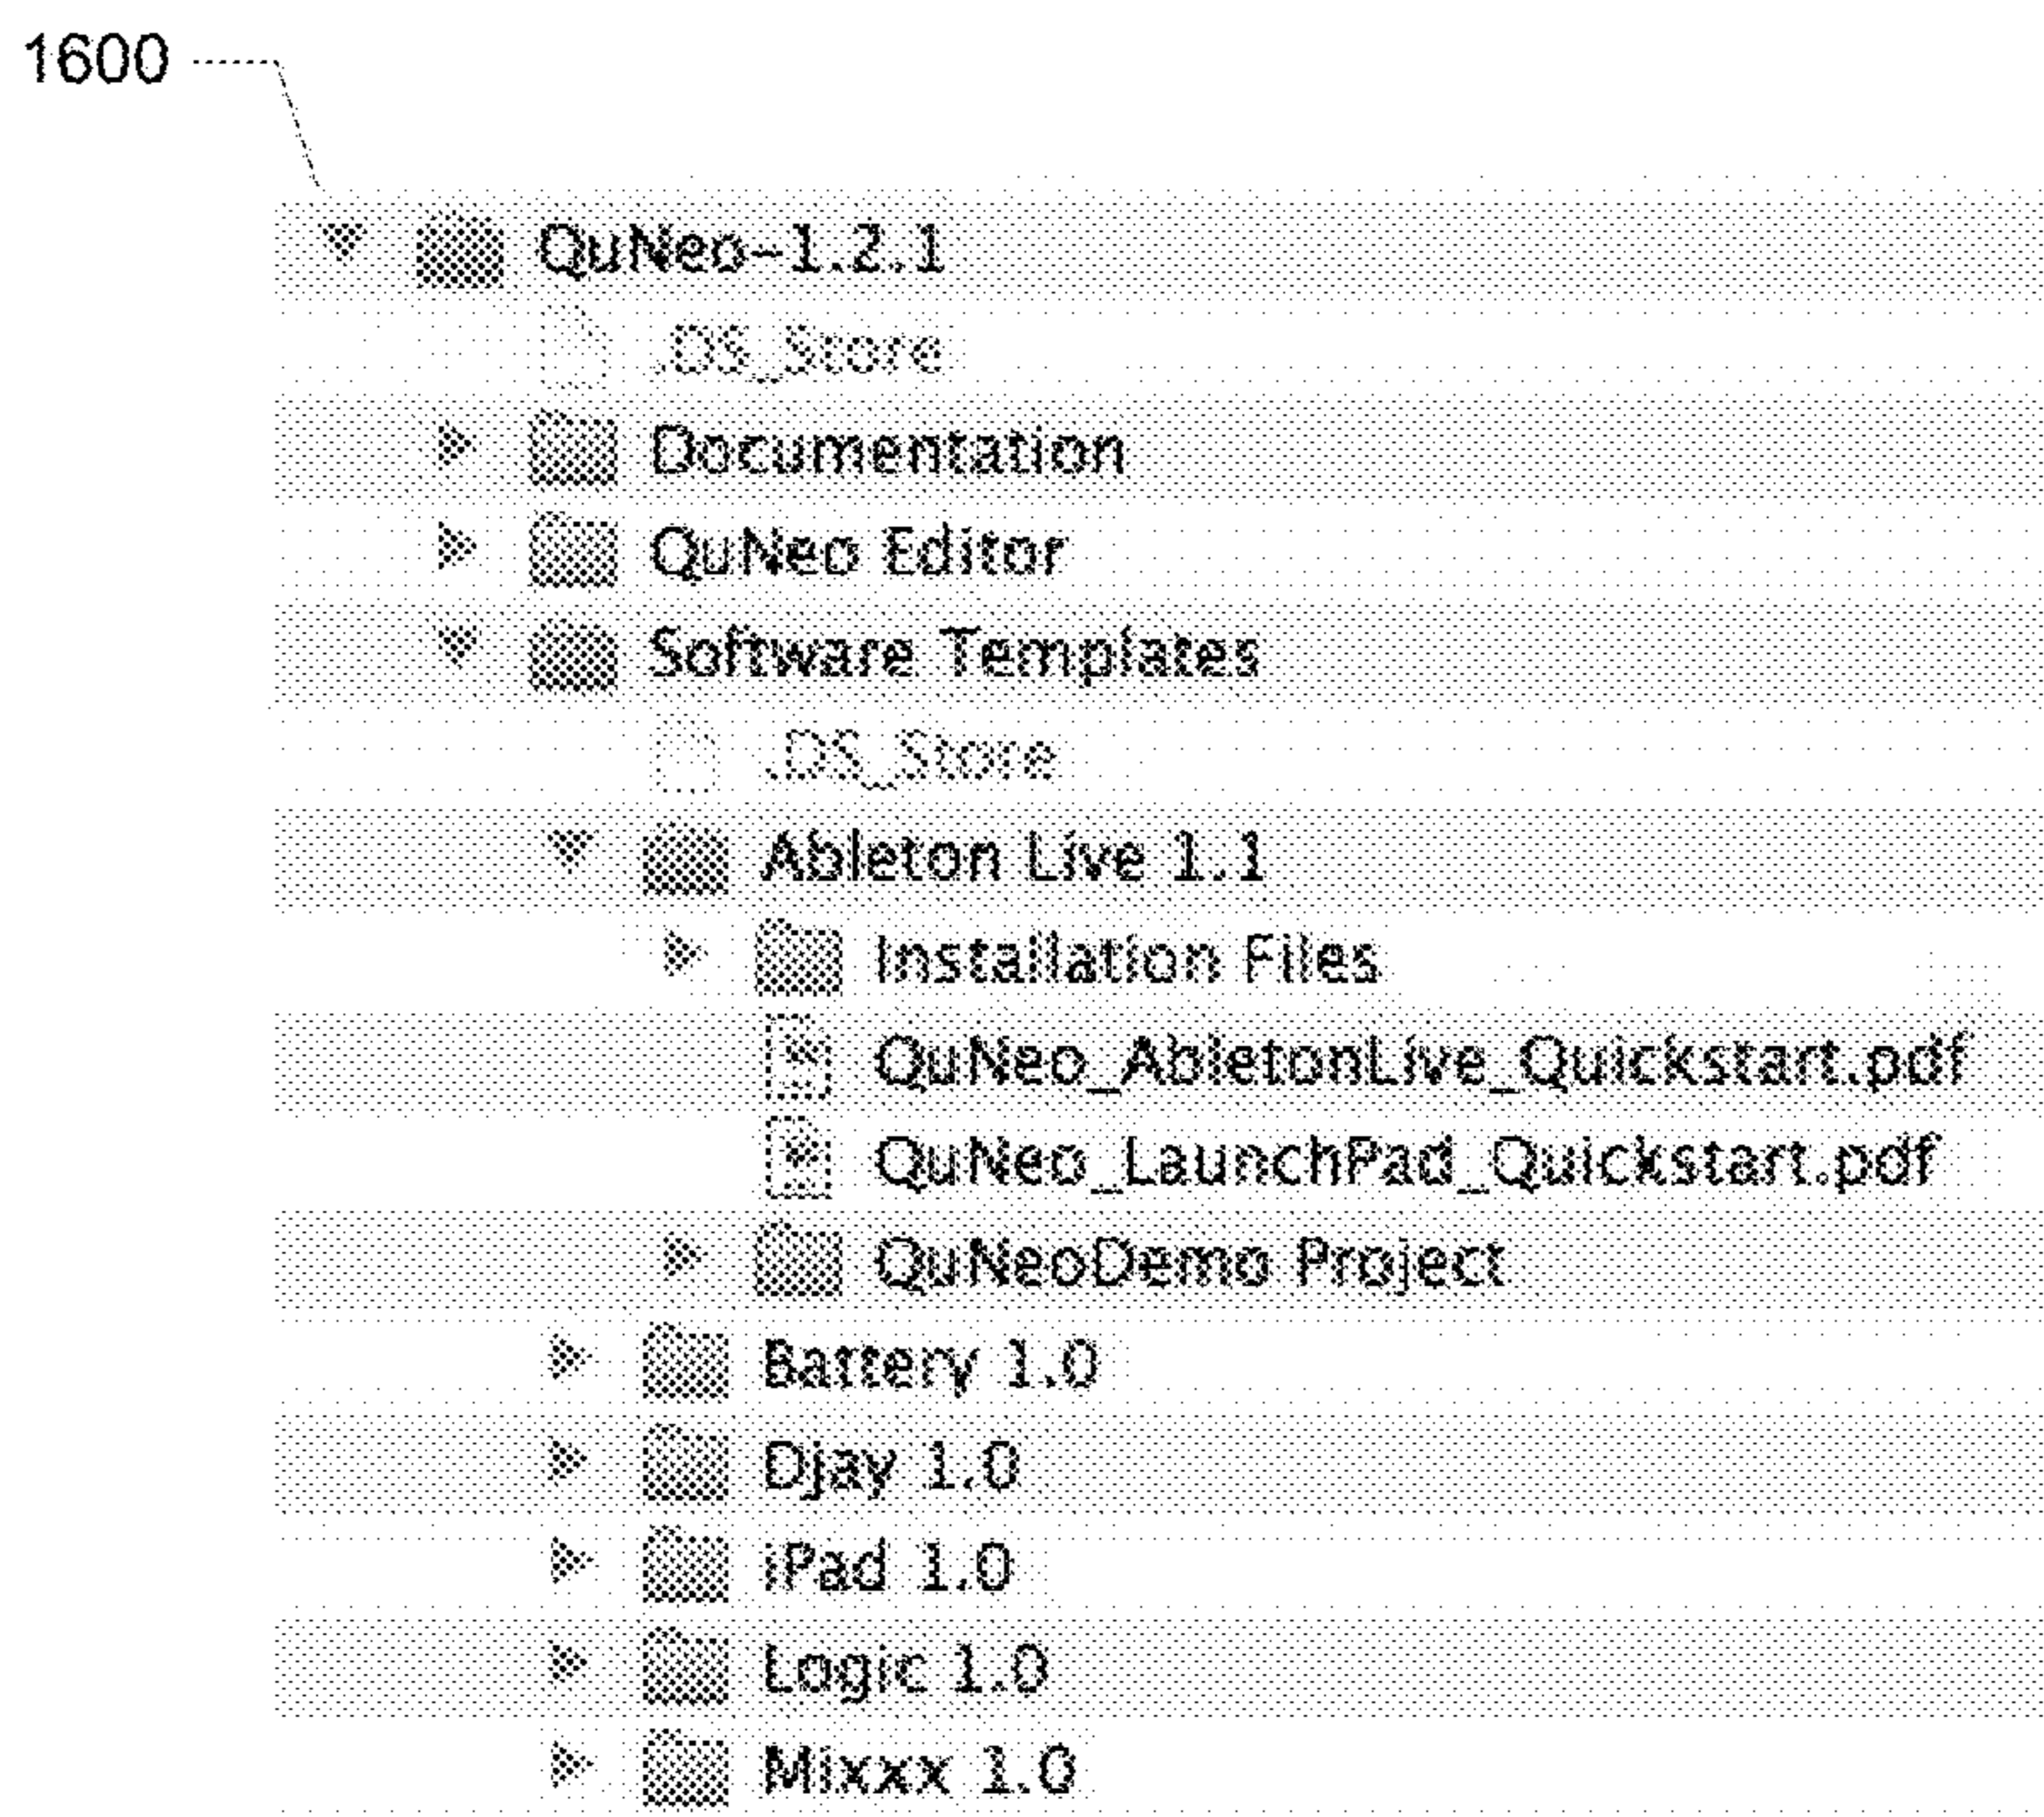 1600
QuNeo-1.2.1
.DS_Store
Documentation
QuNeo Editor
Software Templates
.DS_Store
Ableton Live 1.1
Installation Files
QuNeo_AbletonLive_Quickstart.pdf
QuNeo_LaunchPad_Quickstart.pdf
QuNeoDemo Project
Battery 1.0
Djay 1.0
iPad 1.0
Logic 1.0
Mixxx 1.0